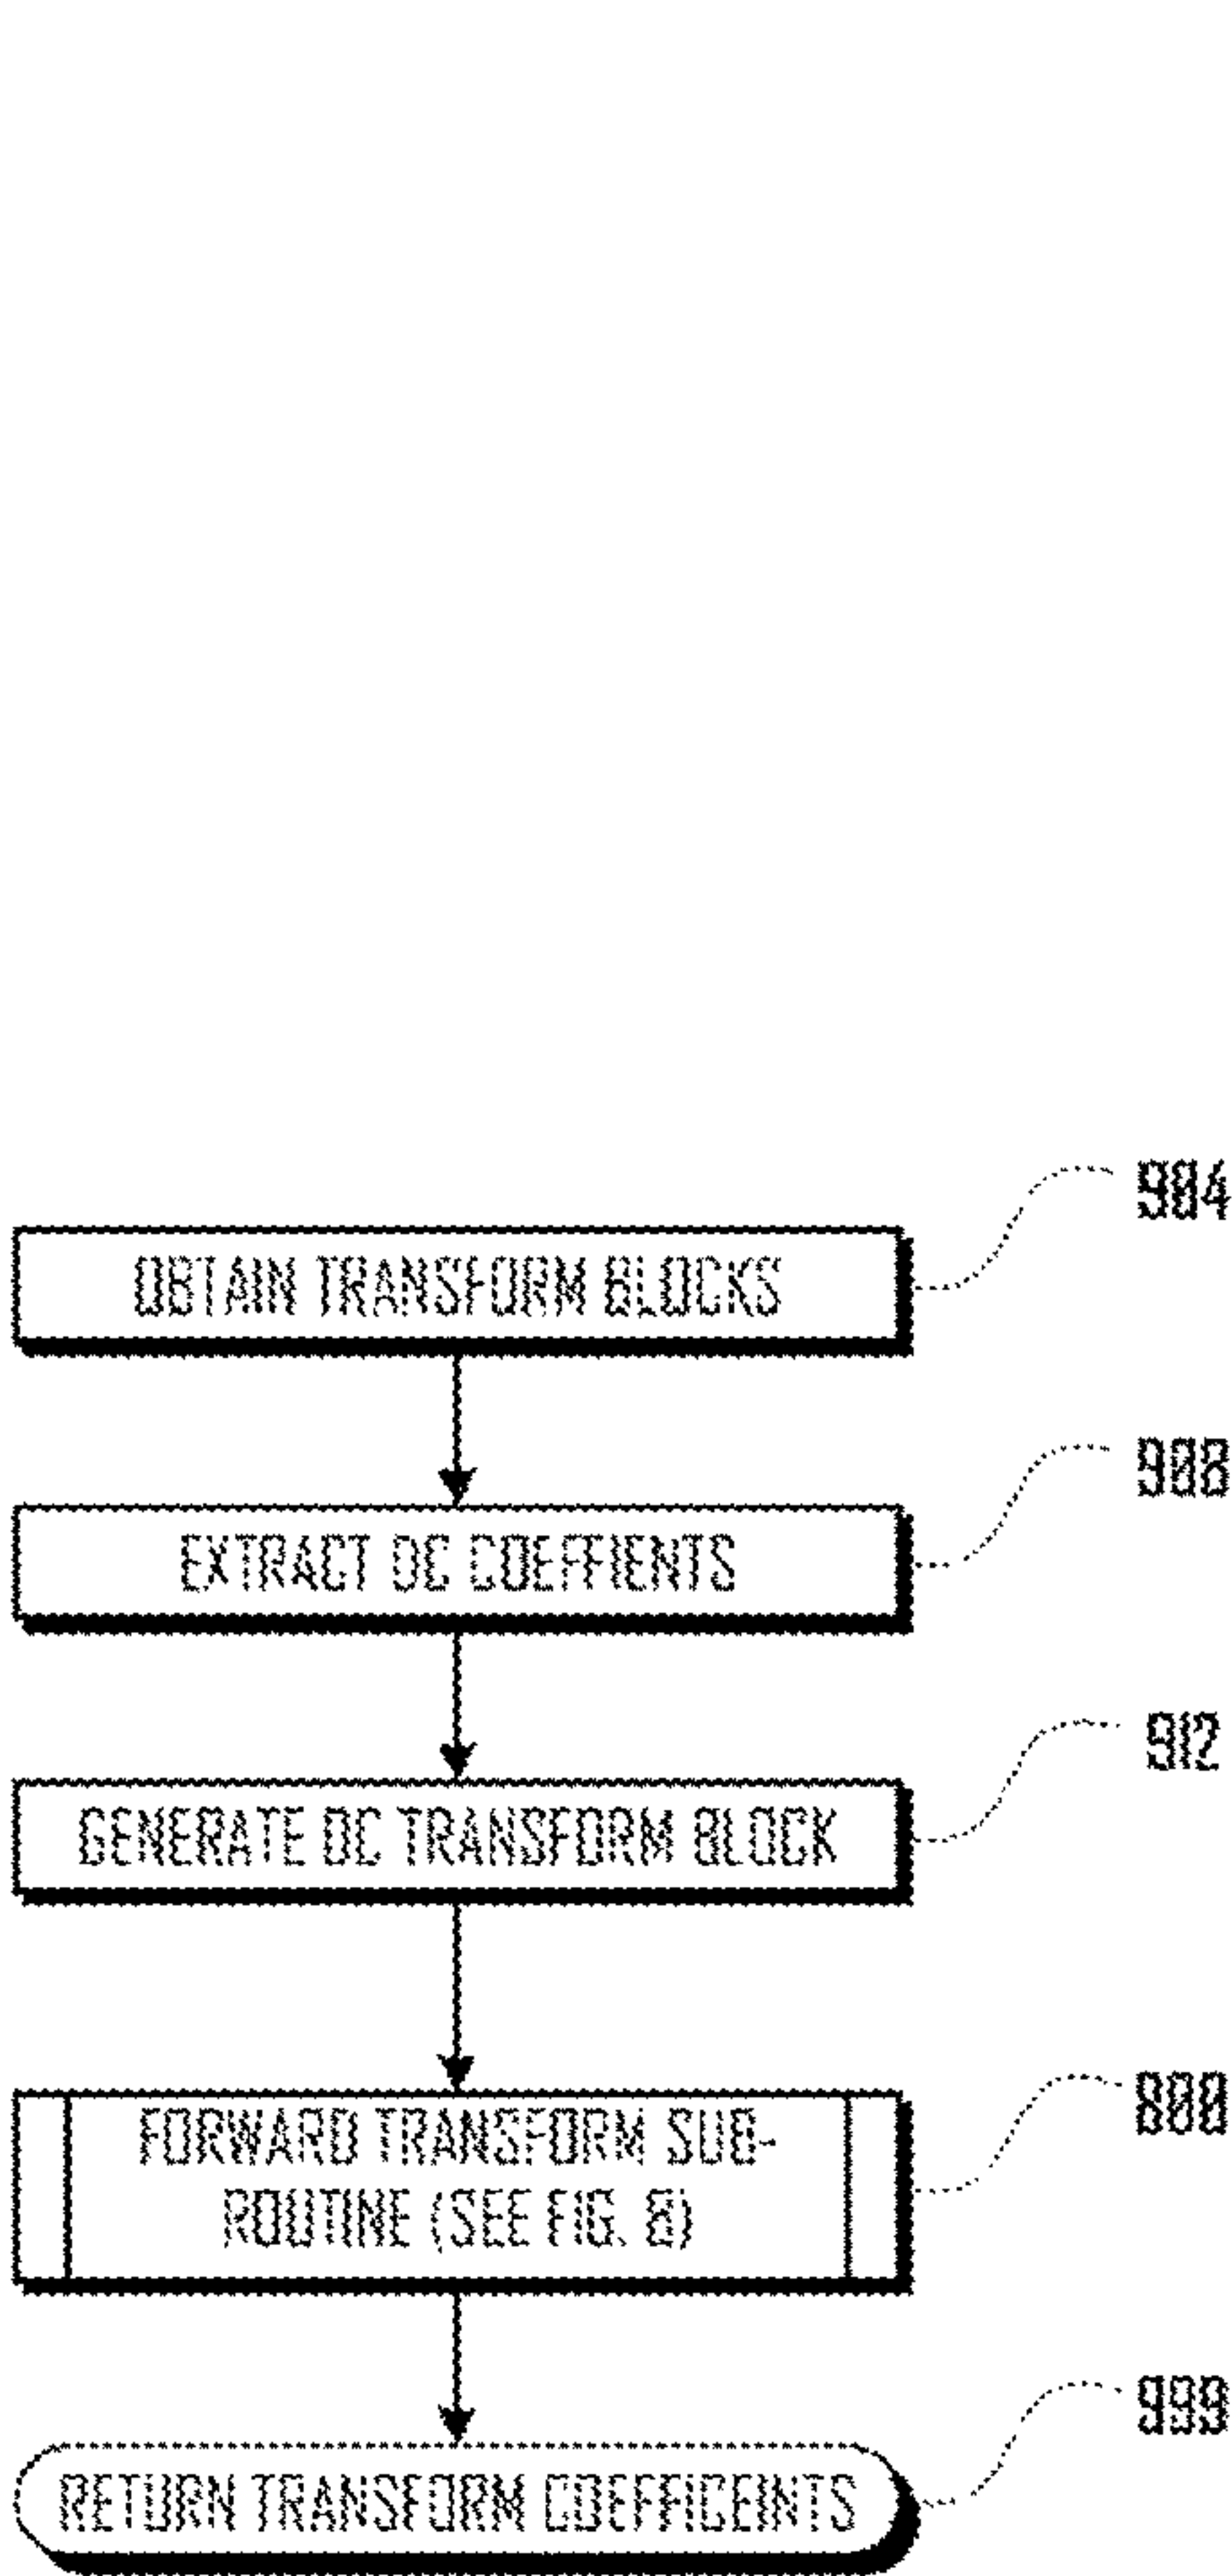 904
OBTAIN TRANSFORM BLOCKS
908
EXTRACT DC COEFFIENTS
912
GENERATE DC TRANSFORM BLOCK
800
FORWARD TRANSFORM SUB-
ROUTINE (SEE FIG. 8)
999
RETURN TRANSFORM COEFFICEINTS